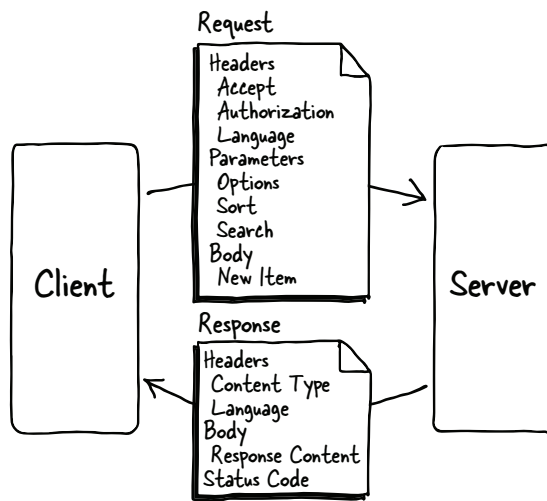 Request
Headers
Accept
Authorization
Language
Parameters
Options
Sort
Search
Body
New Item
Client
Server
Response
Headers
Content Type
Language
Body
Response Content
Status Code